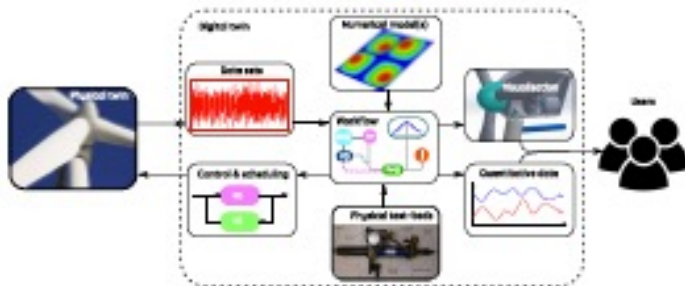 Digital twin
Numerical model(s)
Data sets
Physical twin
Visualisation
Workflow
Users
Control & scheduling
Quantitative data
Physical test-beds